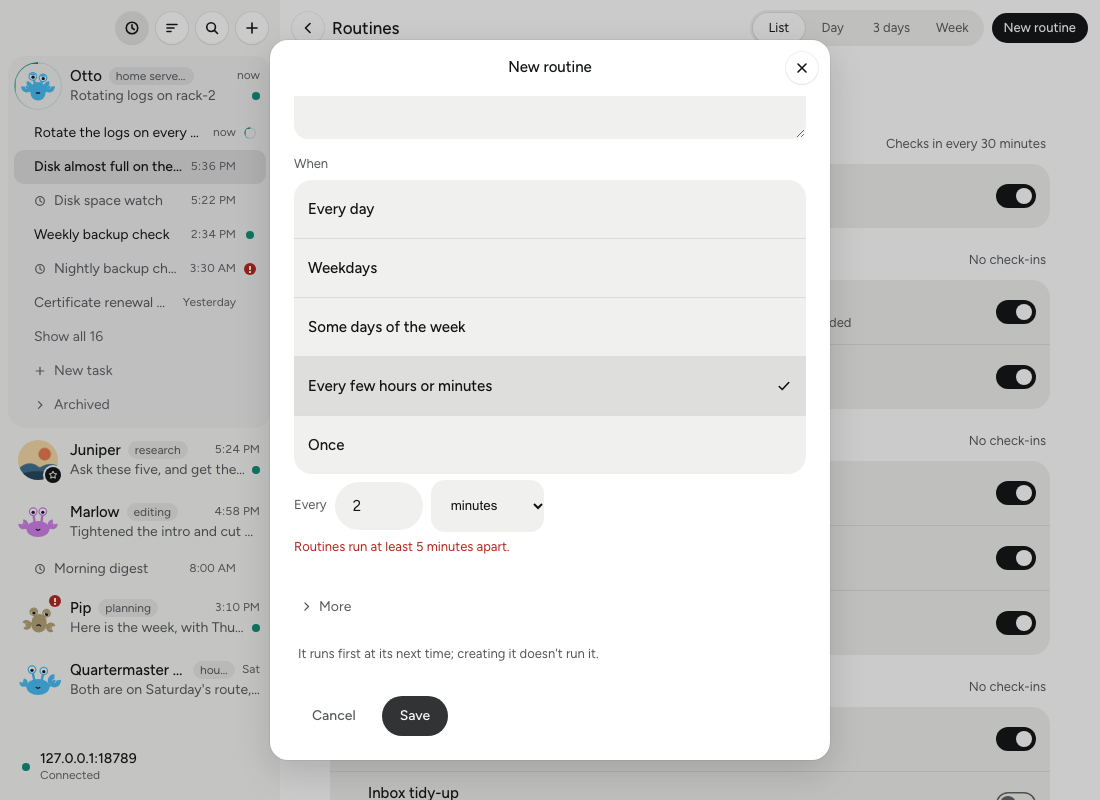 Routines
List
Day
3 days
Week
New routine
Otto
home serve...
now
Rotating logs on rack-2
Rotate the logs on every ...
now
Disk almost full on the...
5:36 PM
Disk space watch
5:22 PM
Weekly backup check
2:34 PM
Nightly backup ch...
3:30 AM
Certificate renewal ...
Yesterday
Show all 16
New task
Archived
Juniper
research
5:24 PM
Ask these five, and get the...
Marlow
editing
4:58 PM
Tightened the intro and cut ...
Morning digest
8:00 AM
Pip
planning
3:10 PM
Here is the week, with Thu...
Quartermaster ...
hou...
Sat
Both are on Saturday's route,...
127.0.0.1:18789
Connected
New routine
When
Every day
Weekdays
Some days of the week
Every few hours or minutes
Once
Every
2
minutes
Routines run at least 5 minutes apart.
More
It runs first at its next time; creating it doesn't run it.
Cancel
Save
Checks in every 30 minutes
No check-ins
ded
No check-ins
No check-ins
Inbox tidy-up